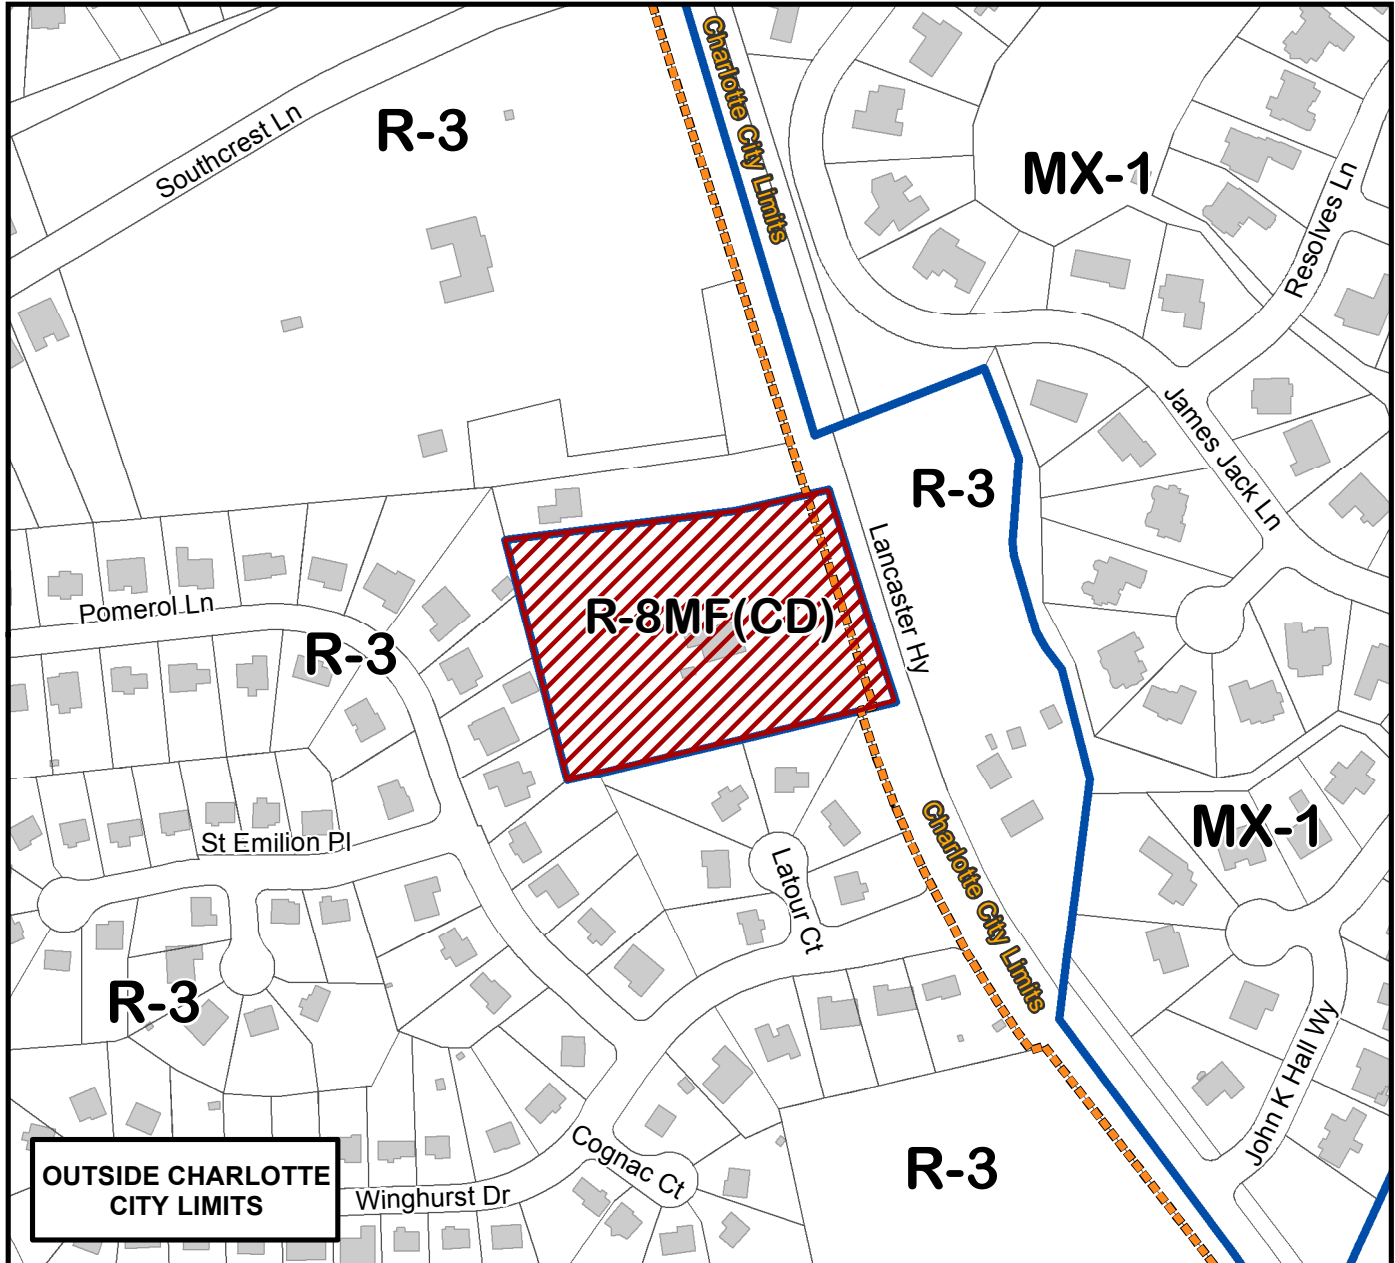 Charlotte City Limits
R-3
Southcrest Ln
MX-1
Resolves Ln
James Jack Ln
R-3
Lancaster Hy
R-8MF(CD)
Pomerol Ln
R-3
St Emilion Pl
MX-1
Charlotte City Limits
Latour Ct
R-3
John K Hall Wy
Cognac Ct
R-3
OUTSIDE CHARLOTTE
CITY LIMITS
Winghurst Dr